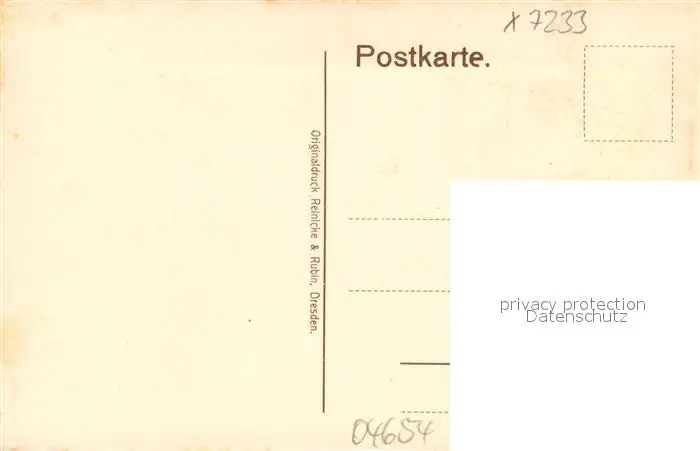 x 7233
Postkarte.
Originaldruck Reinicke & Rubin, Dresden.
privacy protection
Datenschutz
04654